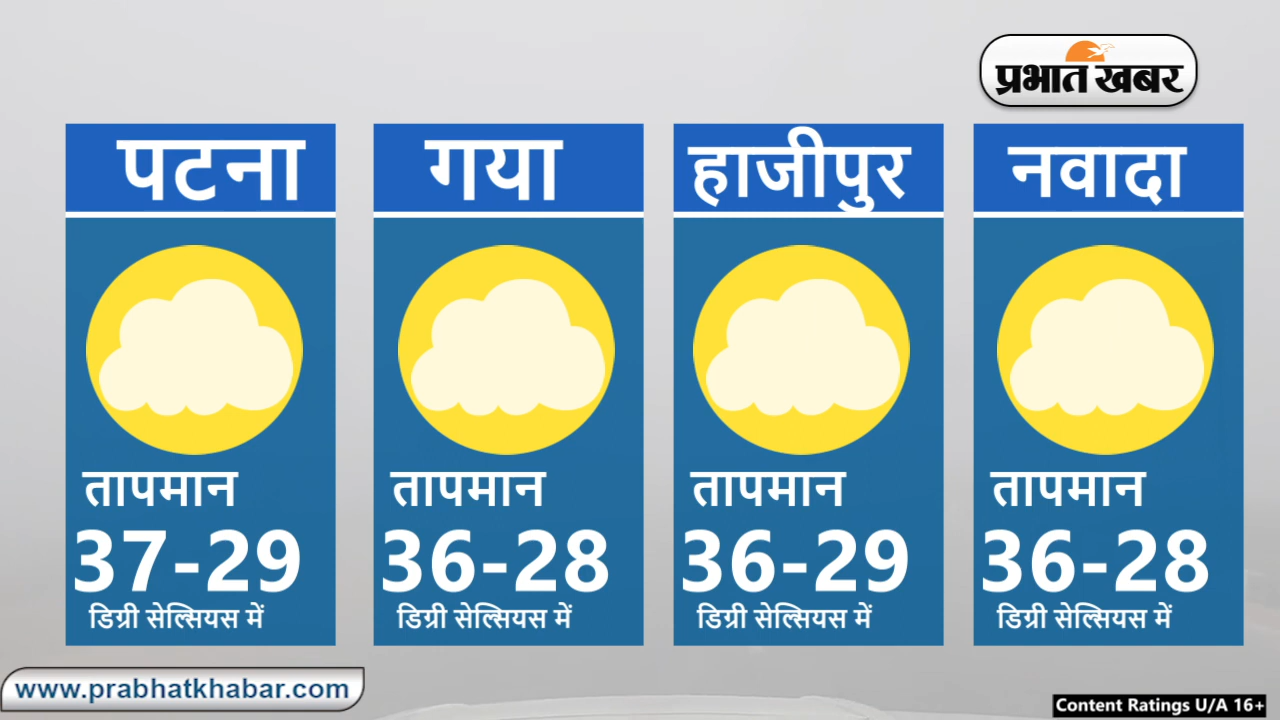 प्रभात खबर
पटना
तापमान
37-29
डिग्री सेल्सियस में
गया
तापमान
36-28
डिग्री सेल्सियस में
हाजीपुर
तापमान
36-29
डिग्री सेल्सियस में
नवादा
तापमान
36-28
डिग्री सेल्सियस में
www.prabhatkhabar.com
Content Ratings U/A 16+